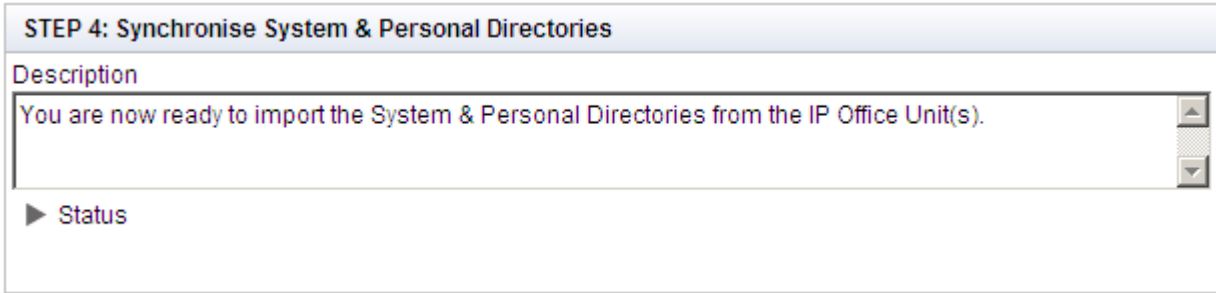 STEP 4: Synchronise System & Personal Directories
Description
You are now ready to import the System & Personal Directories from the IP Office Unit(s).
Status